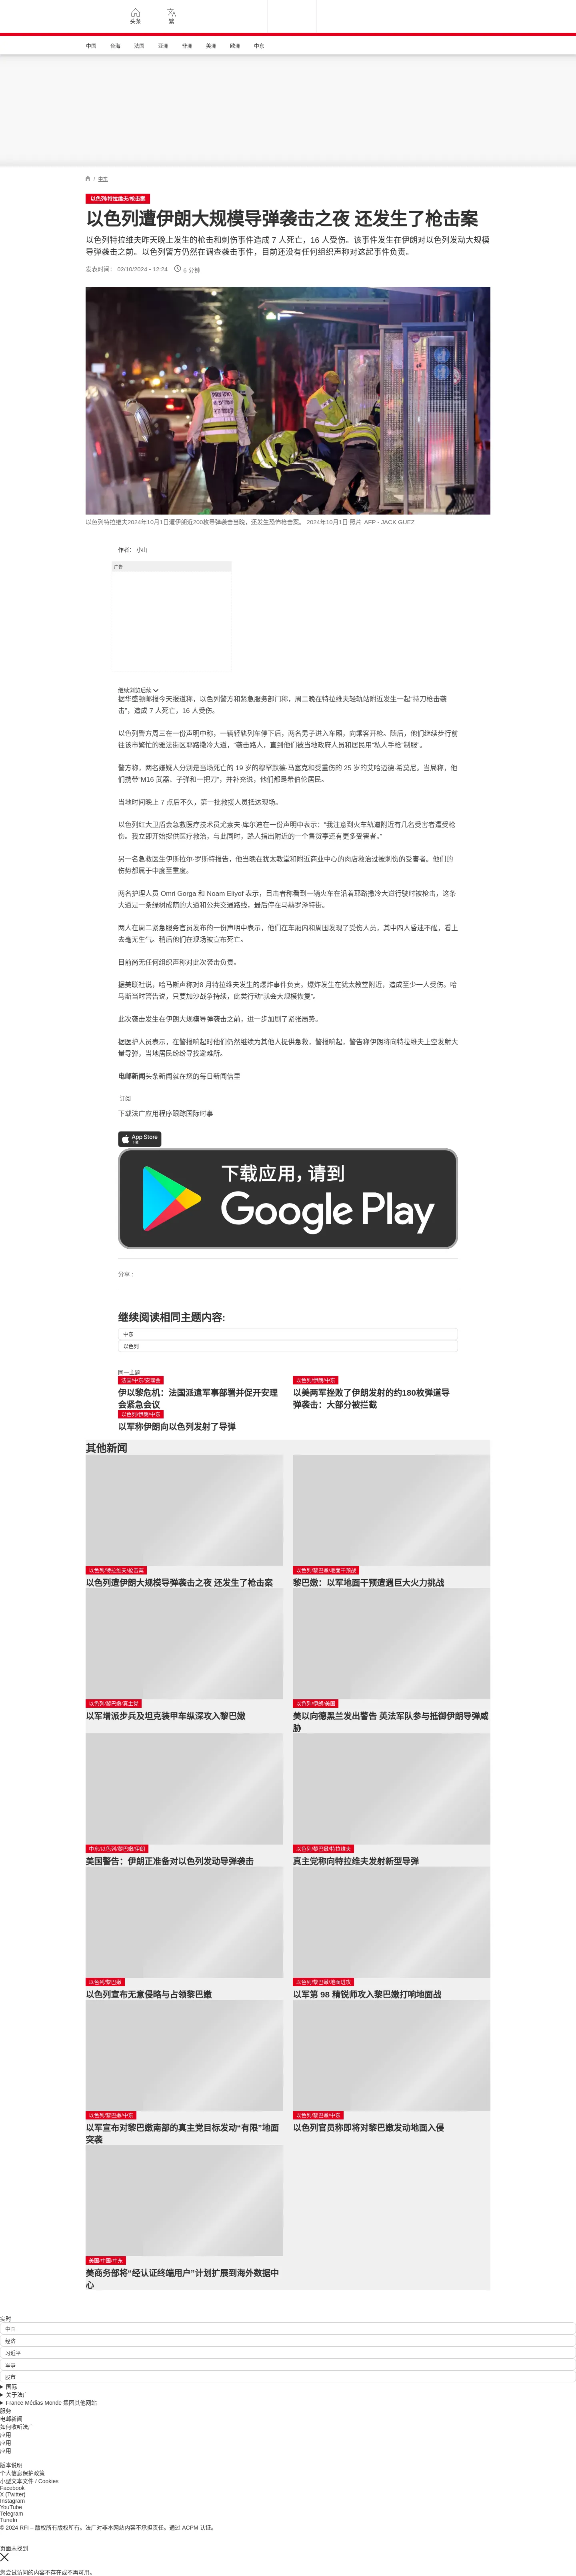 头条
繁
中国
台海
法国
亚洲
非洲
美洲
欧洲
中东
/ 中东
以色列/特拉维夫/枪击案
以色列遭伊朗大规模导弹袭击之夜 还发生了枪击案
以色列特拉维夫昨天晚上发生的枪击和刺伤事件造成 7 人死亡，16 人受伤。该事件发生在伊朗对以色列发动大规模
导弹袭击之前。以色列警方仍然在调查袭击事件，目前还没有任何组织声称对这起事件负责。
发表时间： 02/10/2024 - 12:24
6 分钟
以色列特拉维夫2024年10月1日遭伊朗近200枚导弹袭击当晚，还发生恐怖枪击案。 2024年10月1日 照片 AFP - JACK GUEZ
作者： 小山
广告
继续浏览后续
据华盛顿邮报今天报道称，以色列警方和紧急服务部门称，周二晚在特拉维夫轻轨站附近发生一起“持刀枪击袭
击”，造成 7 人死亡，16 人受伤。
以色列警方周三在一份声明中称，一辆轻轨列车停下后，两名男子进入车厢，向乘客开枪。随后，他们继续步行前
往该市繁忙的雅法街区耶路撒冷大道，“袭击路人，直到他们被当地政府人员和居民用“私人手枪”制服”。
警方称，两名嫌疑人分别是当场死亡的 19 岁的穆罕默德·马塞克和受重伤的 25 岁的艾哈迈德·希莫尼。当局称，他
们携带“M16 武器、子弹和一把刀”，并补充说，他们都是希伯伦居民。
当地时间晚上 7 点后不久，第一批救援人员抵达现场。
以色列红大卫盾会急救医疗技术员尤素夫·库尔迪在一份声明中表示：“我注意到火车轨道附近有几名受害者遭受枪
伤。我立即开始提供医疗救治，与此同时，路人指出附近的一个售货亭还有更多受害者。”
另一名急救医生伊斯拉尔·罗斯特报告，他当晚在犹太教堂和附近商业中心的肉店救治过被刺伤的受害者。他们的
伤势都属于中度至重度。
两名护理人员 Omri Gorga 和 Noam Eliyof 表示，目击者称看到一辆火车在沿着耶路撒冷大道行驶时被枪击，这条
大道是一条绿树成荫的大道和公共交通路线，最后停在马赫罗泽特街。
两人在周二紧急服务官员发布的一份声明中表示，他们在车厢内和周围发现了受伤人员，其中四人昏迷不醒，看上
去毫无生气。稍后他们在现场被宣布死亡。
目前尚无任何组织声称对此次袭击负责。
据美联社说，哈马斯声称对8 月特拉维夫发生的爆炸事件负责。爆炸发生在犹太教堂附近，造成至少一人受伤。哈
马斯当时警告说，只要加沙战争持续，此类行动“就会大规模恢复”。
此次袭击发生在伊朗大规模导弹袭击之前，进一步加剧了紧张局势。
据医护人员表示，在警报响起时他们仍然继续为其他人提供急救，警报响起，警告称伊朗将向特拉维夫上空发射大
量导弹，当地居民纷纷寻找避难所。
电邮新闻头条新闻就在您的每日新闻信里
订阅
下载法广应用程序跟踪国际时事
App Store
下载
下载应用，请到
Google Play
分享 :
继续阅读相同主题内容:
中东
以色列
同一主题
法国/中东/安理会
伊以黎危机：法国派遣军事部署并促开安理
会紧急会议
以色列/伊朗/中东
以美两军挫败了伊朗发射的约180枚弹道导
弹袭击：大部分被拦截
以色列/伊朗/中东
以军称伊朗向以色列发射了导弹
其他新闻
以色列/特拉维夫/枪击案
以色列遭伊朗大规模导弹袭击之夜 还发生了枪击案
以色列/黎巴嫩/地面干预战
黎巴嫩：以军地面干预遭遇巨大火力挑战
以色列/黎巴嫩/真主党
以军增派步兵及坦克装甲车纵深攻入黎巴嫩
以色列/伊朗/美国
美以向德黑兰发出警告 英法军队参与抵御伊朗导弹威
胁
中东/以色列/黎巴嫩/伊朗
美国警告：伊朗正准备对以色列发动导弹袭击
以色列/黎巴嫩/特拉维夫
真主党称向特拉维夫发射新型导弹
以色列/黎巴嫩
以色列宣布无意侵略与占领黎巴嫩
以色列/黎巴嫩/地面进攻
以军第 98 精锐师攻入黎巴嫩打响地面战
以色列/黎巴嫩/中东
以军宣布对黎巴嫩南部的真主党目标发动“有限”地面
突袭
以色列/黎巴嫩/中东
以色列官员称即将对黎巴嫩发动地面入侵
美国/中国/中东
美商务部将“经认证终端用户”计划扩展到海外数据中
心
实时
中国
经济
习近平
军事
股市
国际
关于法广
France Médias Monde 集团其他网站
服务
电邮新闻
如何收听法广
应用
应用
应用
版本说明
个人信息保护政策
小型文本文件 / Cookies
Facebook
X (Twitter)
Instagram
YouTube
Telegram
TuneIn
© 2024 RFI – 版权所有版权所有。法广对非本网站内容不承担责任。通过 ACPM 认证。
页面未找到
您尝试访问的内容不存在或不再可用。